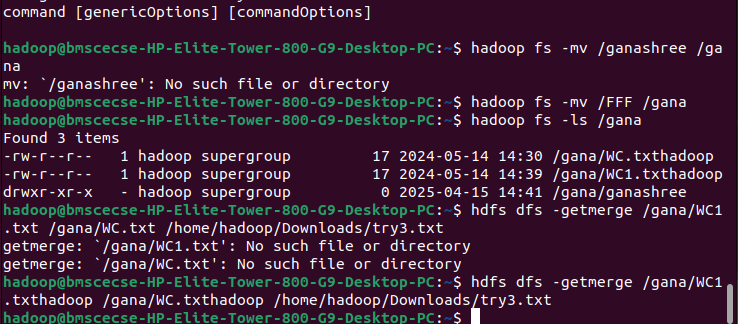 command [genericOptions] [commandOptions]

hadoop@bmscecse-HP-Elite-Tower-800-G9-Desktop-PC:~$ hadoop fs -mv /ganashree /ga
na
mv: `/ganashree': No such file or directory
hadoop@bmscecse-HP-Elite-Tower-800-G9-Desktop-PC:~$ hadoop fs -mv /FFF /gana
hadoop@bmscecse-HP-Elite-Tower-800-G9-Desktop-PC:~$ hadoop fs -ls /gana
Found 3 items
-rw-r--r--   1 hadoop supergroup         17 2024-05-14 14:30 /gana/WC.txthadoop
-rw-r--r--   1 hadoop supergroup         17 2024-05-14 14:39 /gana/WC1.txthadoop
drwxr-xr-x   - hadoop supergroup          0 2025-04-15 14:41 /gana/ganashree
hadoop@bmscecse-HP-Elite-Tower-800-G9-Desktop-PC:~$ hdfs dfs -getmerge /gana/WC1
.txt /gana/WC.txt /home/hadoop/Downloads/try3.txt
getmerge: `/gana/WC1.txt': No such file or directory
getmerge: `/gana/WC.txt': No such file or directory
hadoop@bmscecse-HP-Elite-Tower-800-G9-Desktop-PC:~$ hdfs dfs -getmerge /gana/WC1
.txthadoop /gana/WC.txthadoop /home/hadoop/Downloads/try3.txt
hadoop@bmscecse-HP-Elite-Tower-800-G9-Desktop-PC:~$